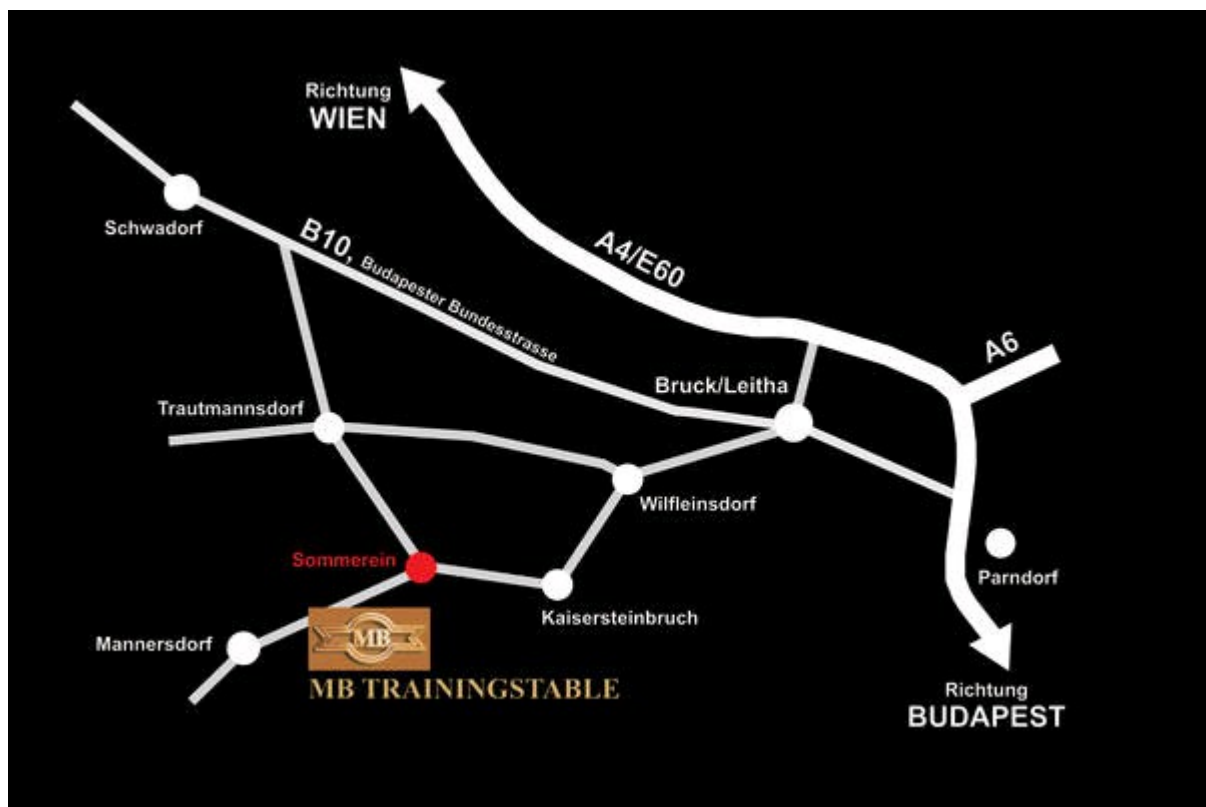 Richtung
WIEN
Schwadorf
B10, Budapester Bundesstrasse
A4/E60
A6
Bruck/Leitha
Trautmannsdorf
Wilfleinsdorf
Sommerein
Parndorf
Kaisersteinbruch
Mannersdorf
MB
MB TRAININGSTABLE
Richtung
BUDAPEST